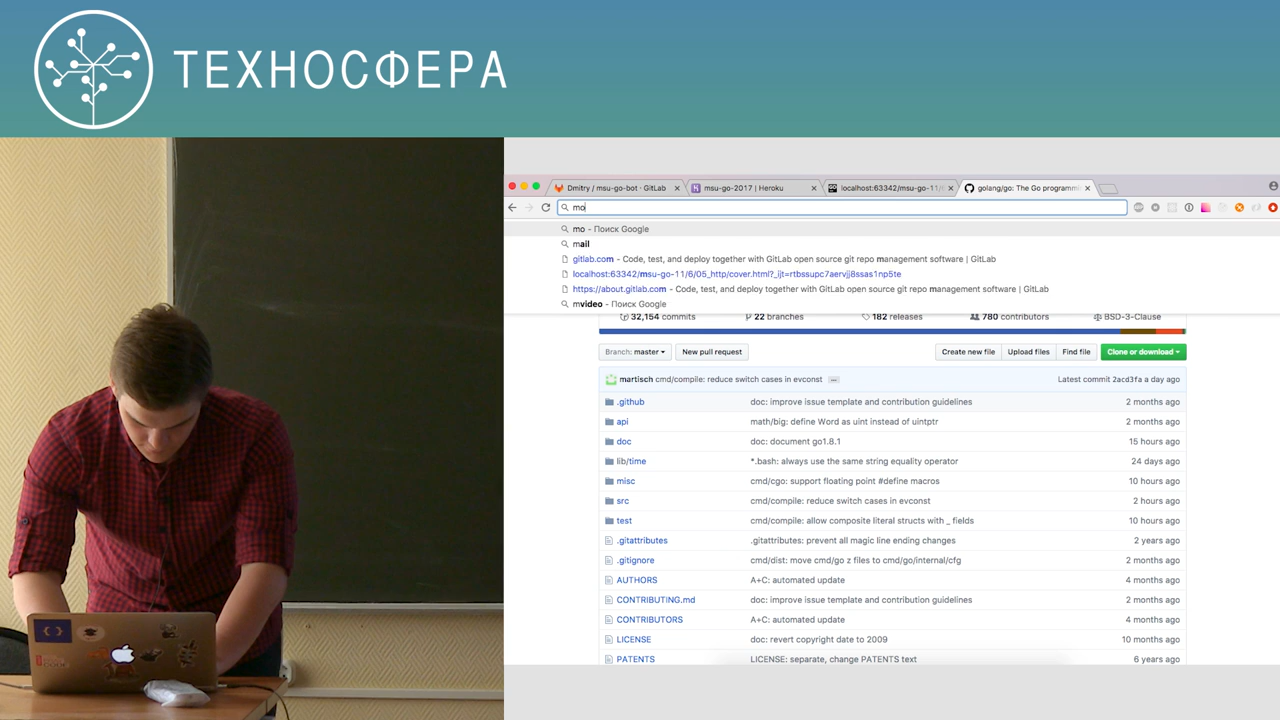 ТЕХНОСФЕРА
Dmitry / msu-go-bot · GitLab
msu-go-2017 | Heroku
localhost:63342/msu-go-11/6
golang/go: The Go programmi
mo
mo - Поиск Google
mail
gitlab.com - Code, test, and deploy together with GitLab open source git repo management software | GitLab
localhost:63342/msu-go-11/6/05_http/cover.html?_ijt=rtbssupc7aervjj8ssas1np5te
https://about.gitlab.com - Code, test, and deploy together with GitLab open source git repo management software | GitLab
mvideo - Поиск Google
32,154 commits 22 branches 182 releases 780 contributors BSD-3-Clause
Branch: master New pull request Create new file Upload files Find file Clone or download
martisch cmd/compile: reduce switch cases in evconst Latest commit 2acd3fa a day ago
.github doc: improve issue template and contribution guidelines 2 months ago
api math/big: define Word as uint instead of uintptr 2 months ago
doc doc: document go1.8.1 15 hours ago
lib/time *.bash: always use the same string equality operator 24 days ago
misc cmd/cgo: support floating point #define macros 10 hours ago
src cmd/compile: reduce switch cases in evconst 2 hours ago
test cmd/compile: allow composite literal structs with _ fields 10 hours ago
.gitattributes .gitattributes: prevent all magic line ending changes 2 years ago
.gitignore cmd/dist: move cmd/go z files to cmd/go/internal/cfg 2 months ago
AUTHORS A+C: automated update 4 months ago
CONTRIBUTING.md doc: improve issue template and contribution guidelines 2 months ago
CONTRIBUTORS A+C: automated update 4 months ago
LICENSE doc: revert copyright date to 2009 10 months ago
PATENTS LICENSE: separate, change PATENTS text 6 years ago